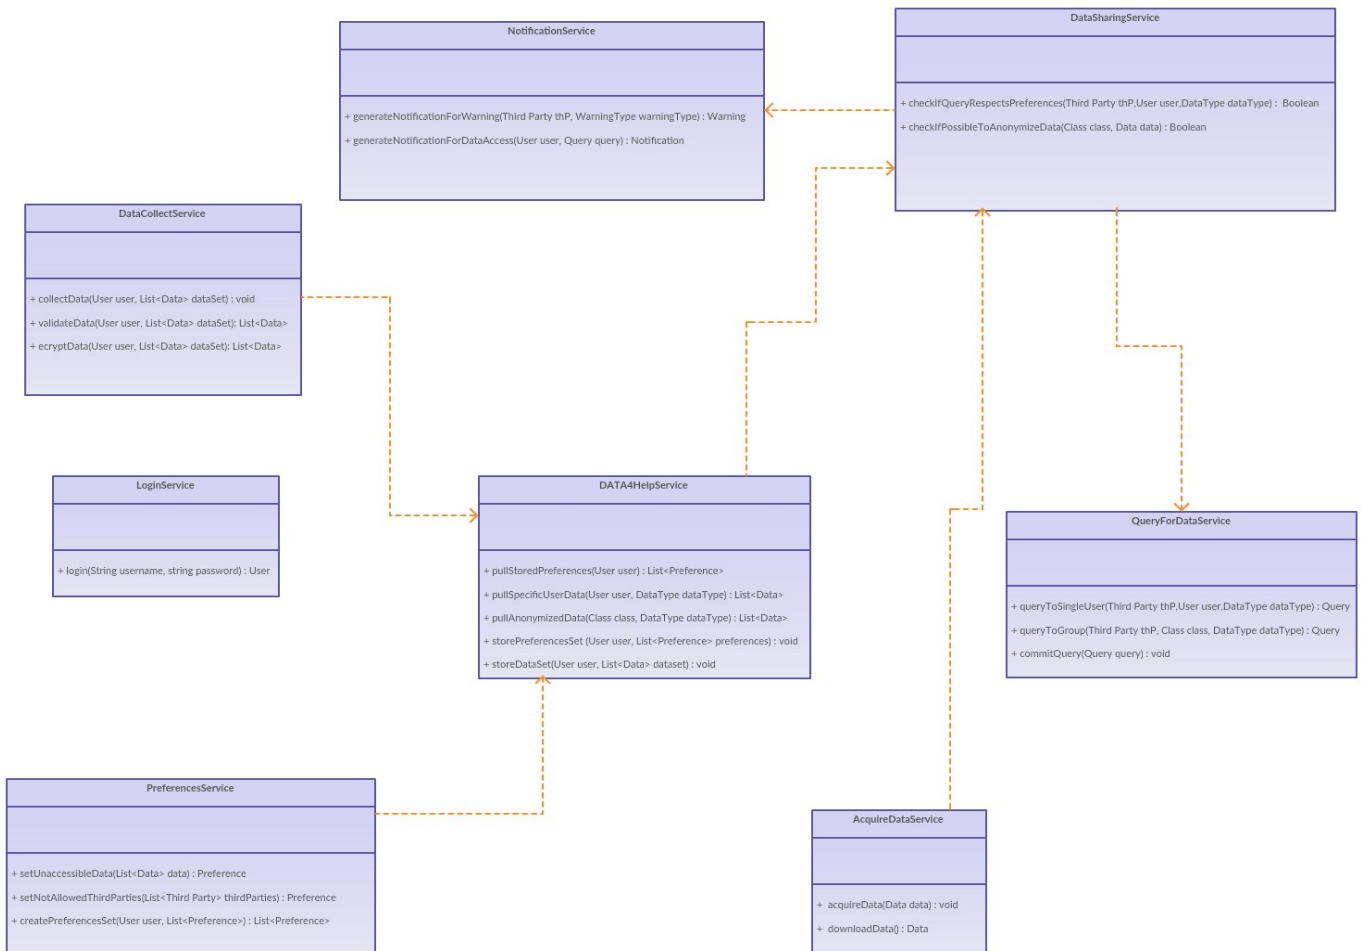 NotificationService
+ generateNotificationForWarning(Third Party thP, WarningType warningType) : Warning
+ generateNotificationForDataAccess(User user, Query query) : Notification
DataSharingService
+ checkIfQueryRespectsPreferences(Third Party thP,User user,DataType dataType) : Boolean
+ checkIfPossibleToAnonymizeData(Class class, Data data) : Boolean
DataCollectService
+ collectData(User user, List<Data> dataSet) : void
+ validateData(User user, List<Data> dataSet): List<Data>
+ ecryptData(User user, List<Data> dataSet): List<Data>
LoginService
+ login(String username, string password) : User
DATA4HelpService
+ pullStoredPreferences(User user) : List<Preference>
+ pullSpecificUserData(User user, DataType dataType) : List<Data>
+ pullAnonymizedData(Class class, DataType dataType) : List<Data>
+ storePreferencesSet (User user, List<Preference> preferences) : void
+ storeDataSet(User user, List<Data> dataset) : void
QueryForDataService
+ queryToSingleUser(Third Party thP,User user,DataType dataType) : Query
+ queryToGroup(Third Party thP, Class class, DataType dataType) : Query
+ commitQuery(Query query) : void
PreferencesService
+ setUnaccessibleData(List<Data> data) : Preference
+ setNotAllowedThirdParties(List<Third Party> thirdParties) : Preference
+ createPreferencesSet(User user, List<Preference>) : List<Preference>
AcquireDataService
+ acquireData(Data data) : void
+ downloadData() : Data